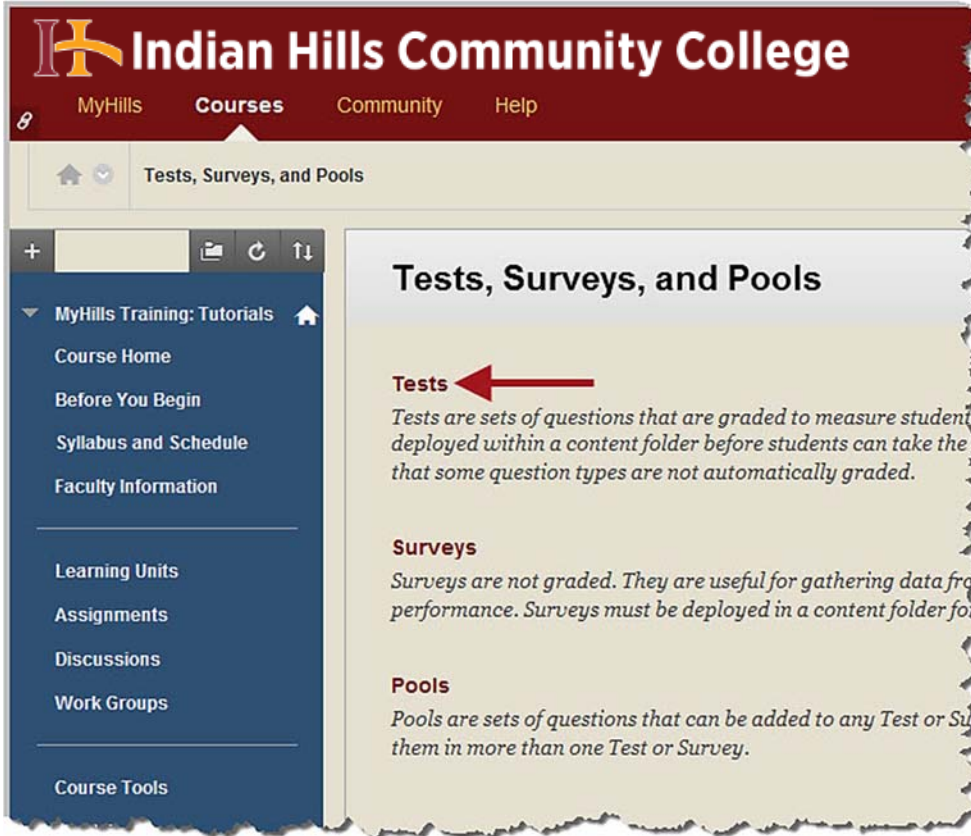 Indian Hills Community College
MyHills Courses Community Help
Tests, Surveys, and Pools
MyHills Training: Tutorials
Course Home
Before You Begin
Syllabus and Schedule
Faculty Information
Learning Units
Assignments
Discussions
Work Groups
Course Tools
Tests, Surveys, and Pools
Tests
Tests are sets of questions that are graded to measure student
deployed within a content folder before students can take the
that some question types are not automatically graded.
Surveys
Surveys are not graded. They are useful for gathering data
performance. Surveys must be deployed in a content folder
Pools
Pools are sets of questions that can be added to any Test or
them in more than one Test or Survey.